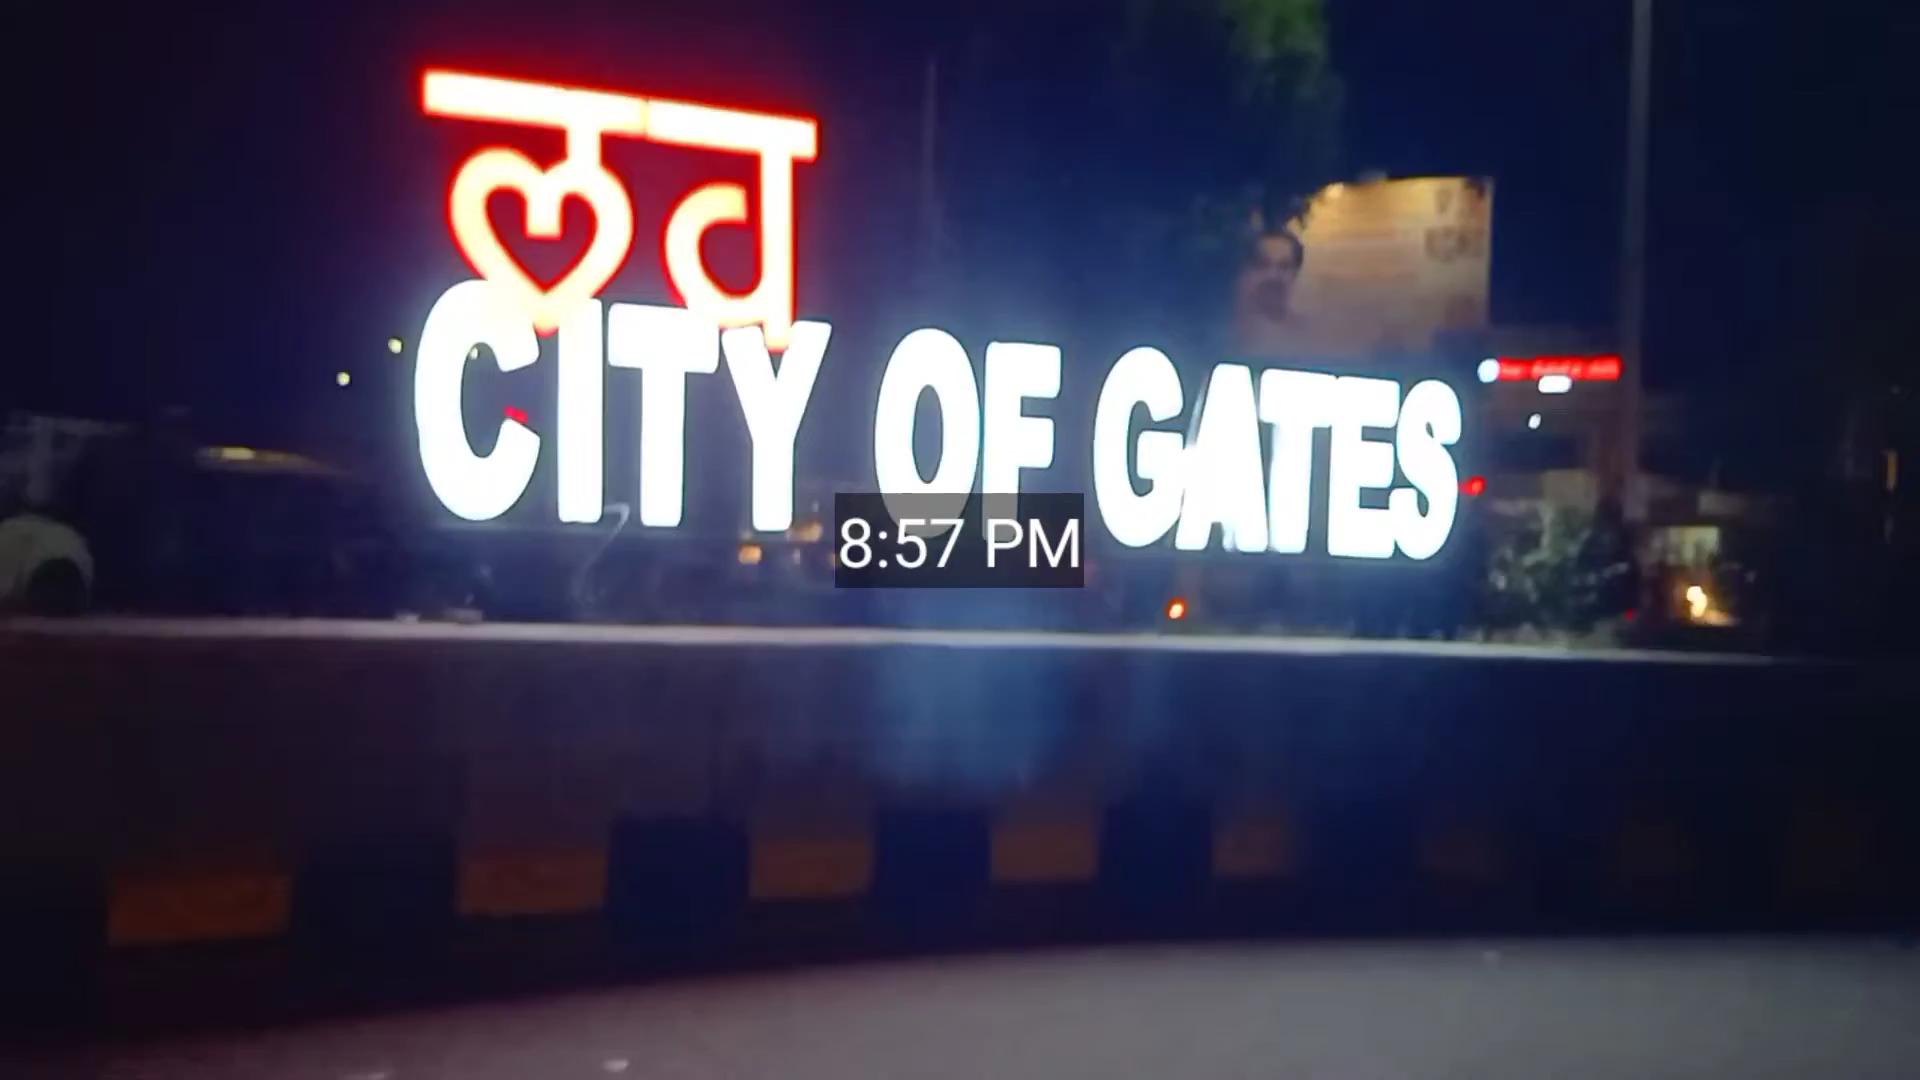 लव
CITY OF GATES
8:57 PM